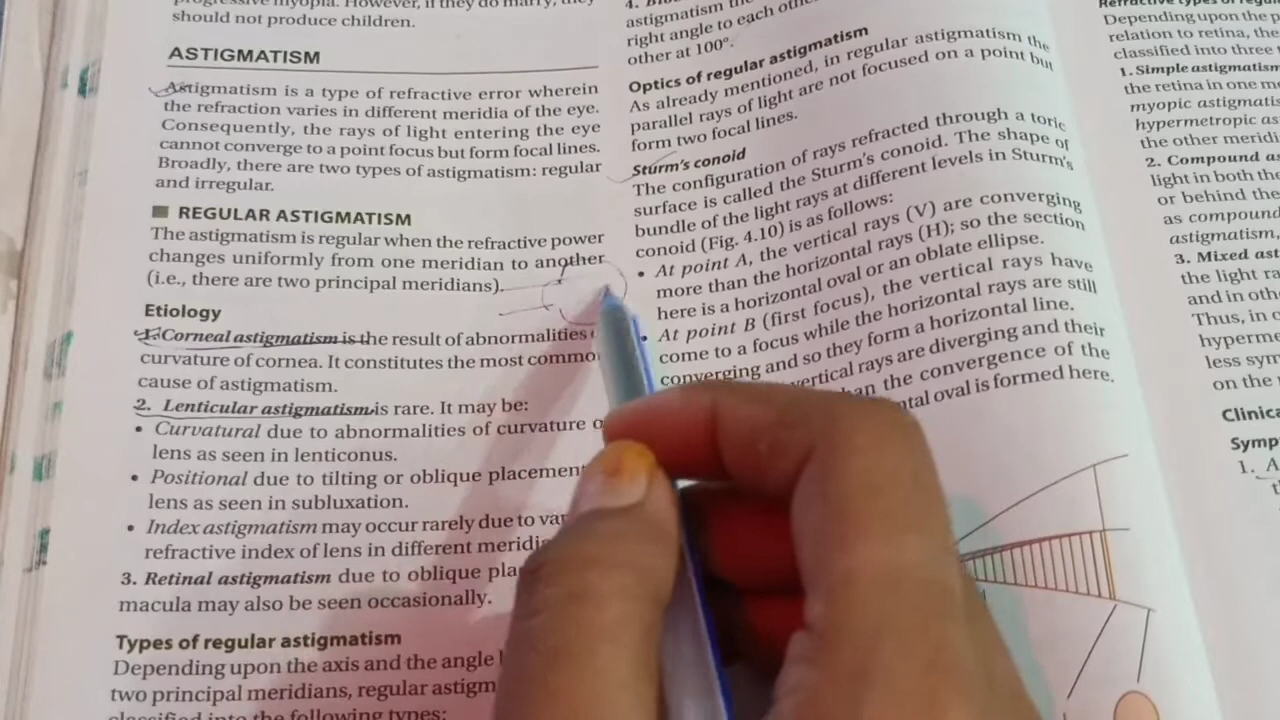 progressive myopia. However, if they do marry, they
should not produce children.
ASTIGMATISM
Astigmatism is a type of refractive error wherein
the refraction varies in different meridia of the eye.
Consequently, the rays of light entering the eye
cannot converge to a point focus but form focal lines.
Broadly, there are two types of astigmatism: regular
and irregular.
REGULAR ASTIGMATISM
The astigmatism is regular when the refractive power
changes uniformly from one meridian to another
(i.e., there are two principal meridians).
Etiology
1. Corneal astigmatism is the result of abnormalities
curvature of cornea. It constitutes the most commo
cause of astigmatism.
2. Lenticular astigmatism is rare. It may be:
• Curvatural due to abnormalities of curvature o
lens as seen in lenticonus.
• Positional due to tilting or oblique placement
lens as seen in subluxation.
• Index astigmatism may occur rarely due to var
refractive index of lens in different meridi
3. Retinal astigmatism due to oblique pla
macula may also be seen occasionally.
Types of regular astigmatism
Depending upon the axis and the angle
two principal meridians, regular astigm
classified into the following types:
astigmatism the
right angle to each othe
other at 100°.
Optics of regular astigmatism
As already mentioned, in regular astigmatism the
parallel rays of light are not focused on a point but
form two focal lines.
Sturm's conoid
The configuration of rays refracted through a toric
surface is called the Sturm's conoid. The shape of
bundle of the light rays at different levels in Sturm's
conoid (Fig. 4.10) is as follows:
• At point A, the vertical rays (V) are converging
more than the horizontal rays (H); so the section
here is a horizontal oval or an oblate ellipse.
• At point B (first focus), the vertical rays have
come to a focus while the horizontal rays are still
converging and so they form a horizontal line.
vertical rays are diverging and their
han the convergence of the
ntal oval is formed here.
Depending upon the p
relation to retina, the
classified into three
1. Simple astigmatism
the retina in one m
myopic astigmati
hypermetropic as
the other meridi
2. Compound as
light in both the
or behind the
as compound
astigmatism,
3. Mixed ast
the light ra
and in oth
Thus, in o
hyperme
less sym
on the
Clinica
Symp
1. A